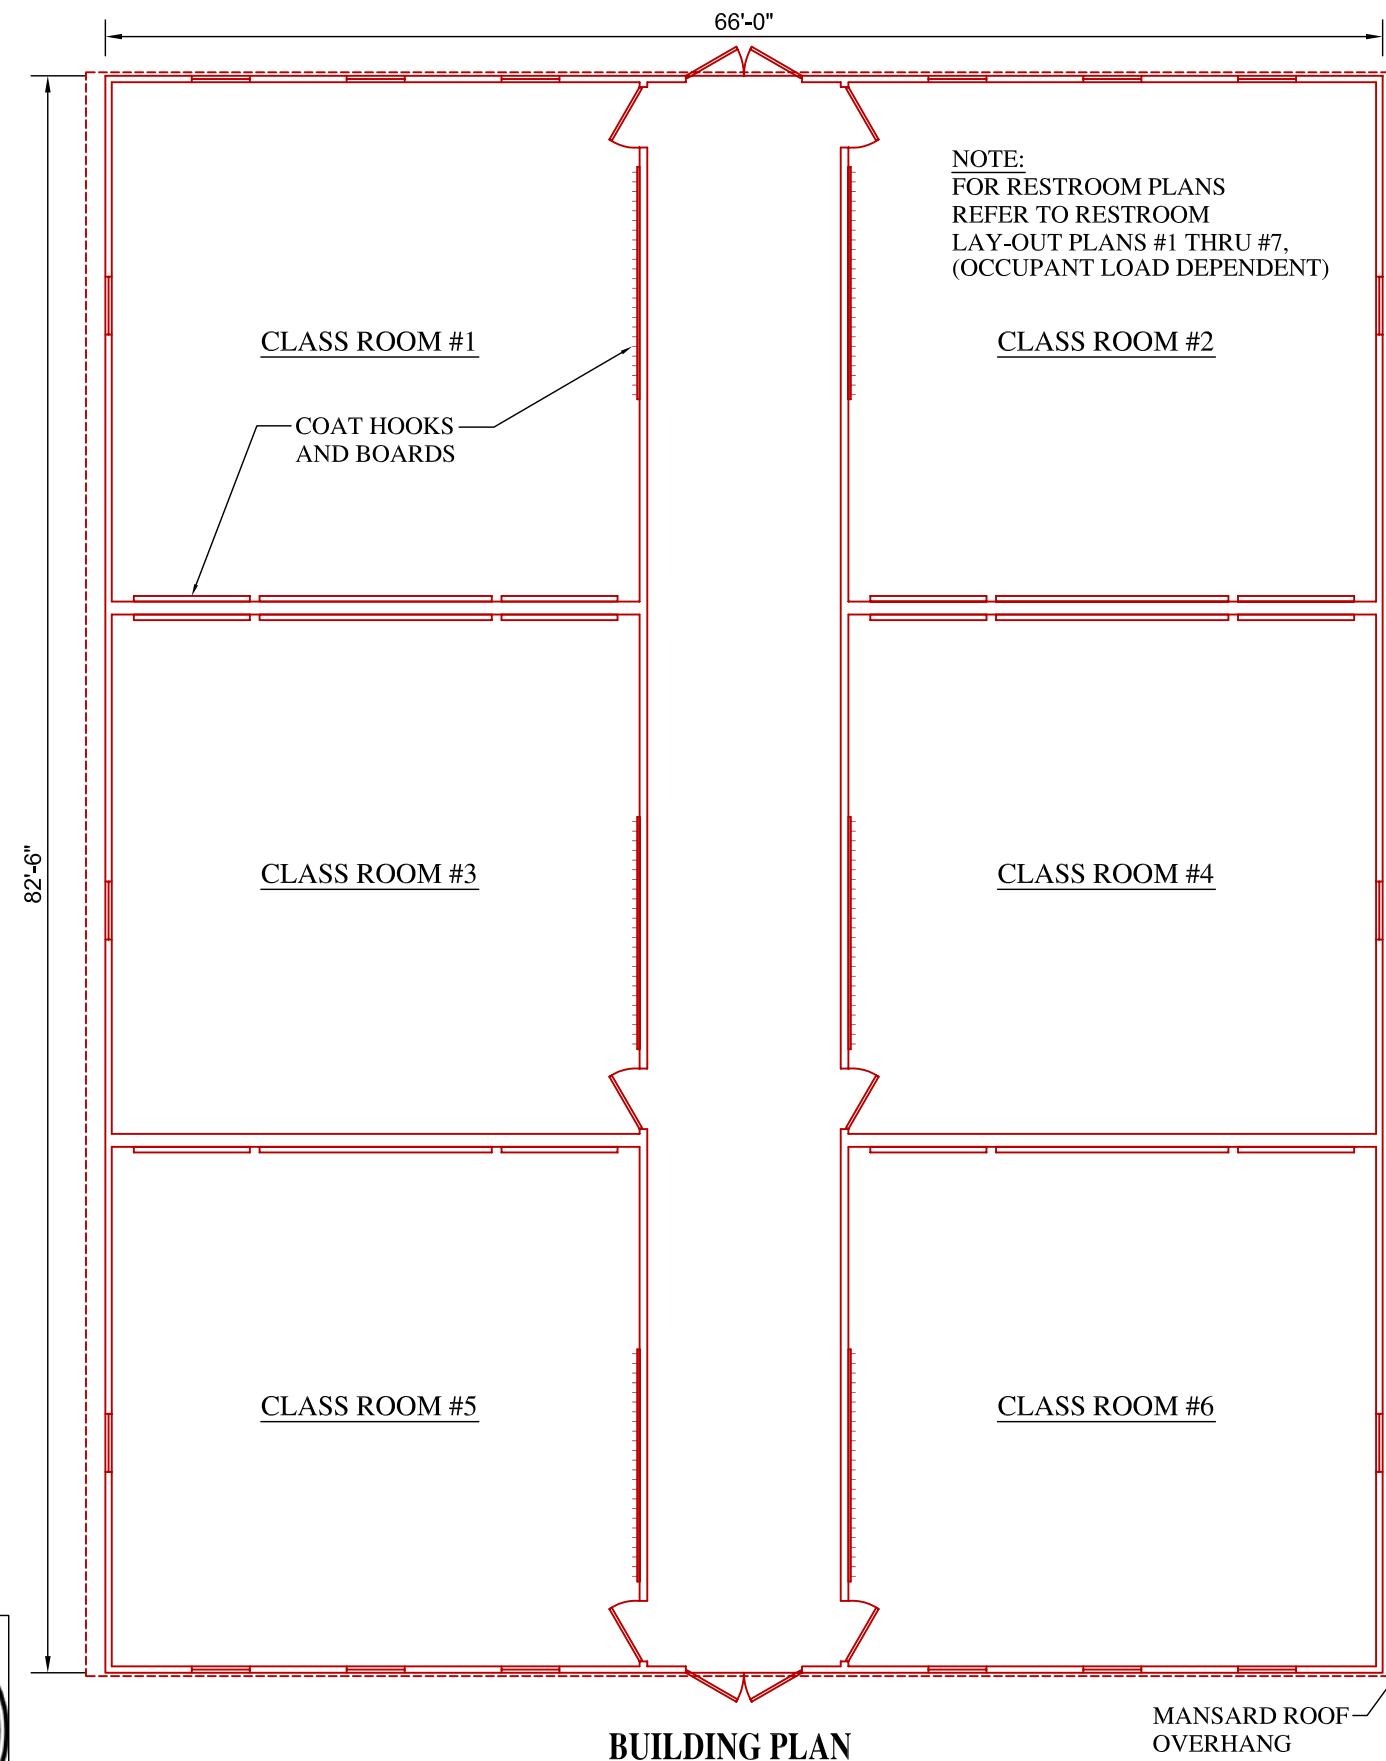 66'-0"
NOTE:
FOR RESTROOM PLANS
REFER TO RESTROOM
LAY-OUT PLANS #1 THRU #7,
(OCCUPANT LOAD DEPENDENT)
CLASS ROOM #1
CLASS ROOM #2
COAT HOOKS
AND BOARDS
82'-6"
CLASS ROOM #3
CLASS ROOM #4
CLASS ROOM #5
CLASS ROOM #6
MANSARD ROOF
OVERHANG
BUILDING PLAN